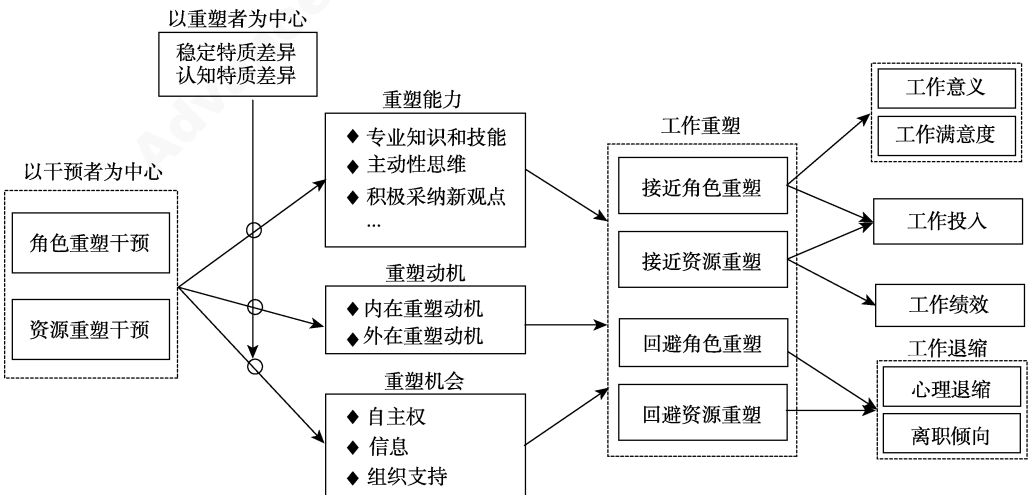 以重塑者为中心
稳定特质差异
认知特质差异
以干预者为中心
角色重塑干预
资源重塑干预
重塑能力
专业知识和技能
主动性思维
积极采纳新观点
...
重塑动机
内在重塑动机
外在重塑动机
重塑机会
自主权
信息
组织支持
工作重塑
接近角色重塑
接近资源重塑
回避角色重塑
回避资源重塑
工作意义
工作满意度
工作投入
工作绩效
工作退缩
心理退缩
离职倾向